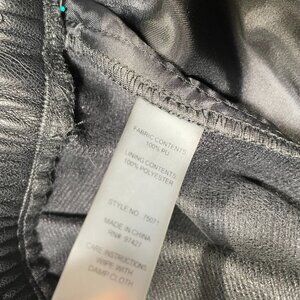 FABRIC CONTENTS
100% PU
LINING CONTENTS
100% POLYESTER
STYLE NO. 75071
MADE IN CHINA
RN# 97427
CARE INSTRUCTIONS
WIPE WITH
DAMP CLOTH